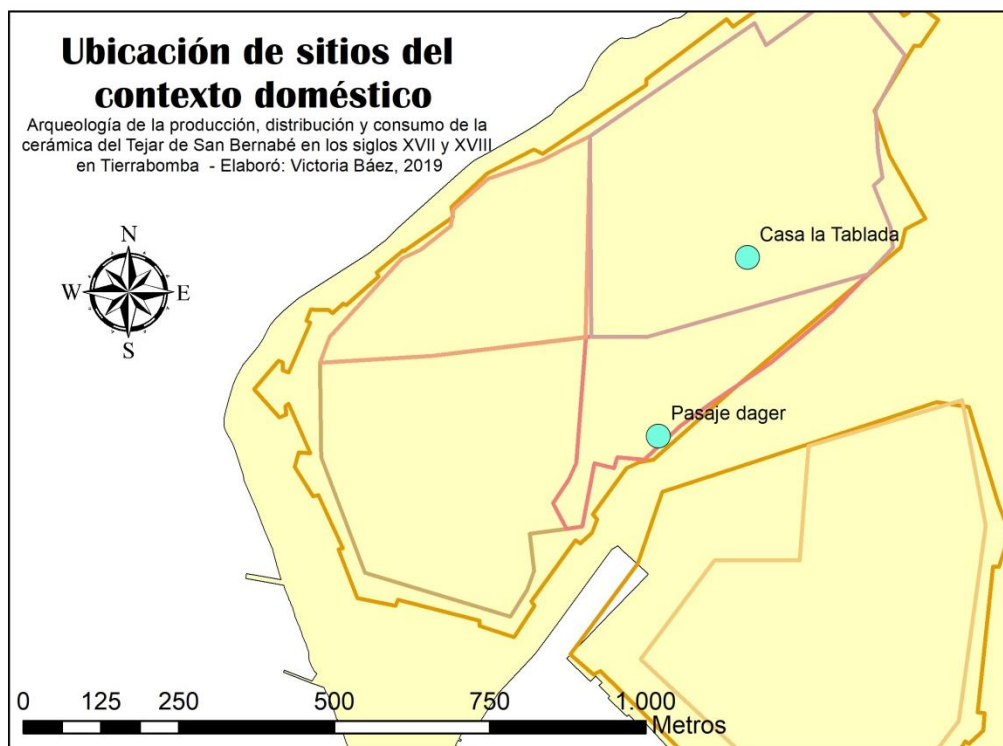 Ubicación de sitios del
contexto doméstico
Arqueología de la producción, distribución y consumo de la
cerámica del Tejar de San Bernabé en los siglos XVII y XVIII
en Tierrabomba - Elaboró: Victoria Báez, 2019
N
W E
S
Casa la Tablada
Pasaje dager
0 125 250 500 750 1.000
Metros